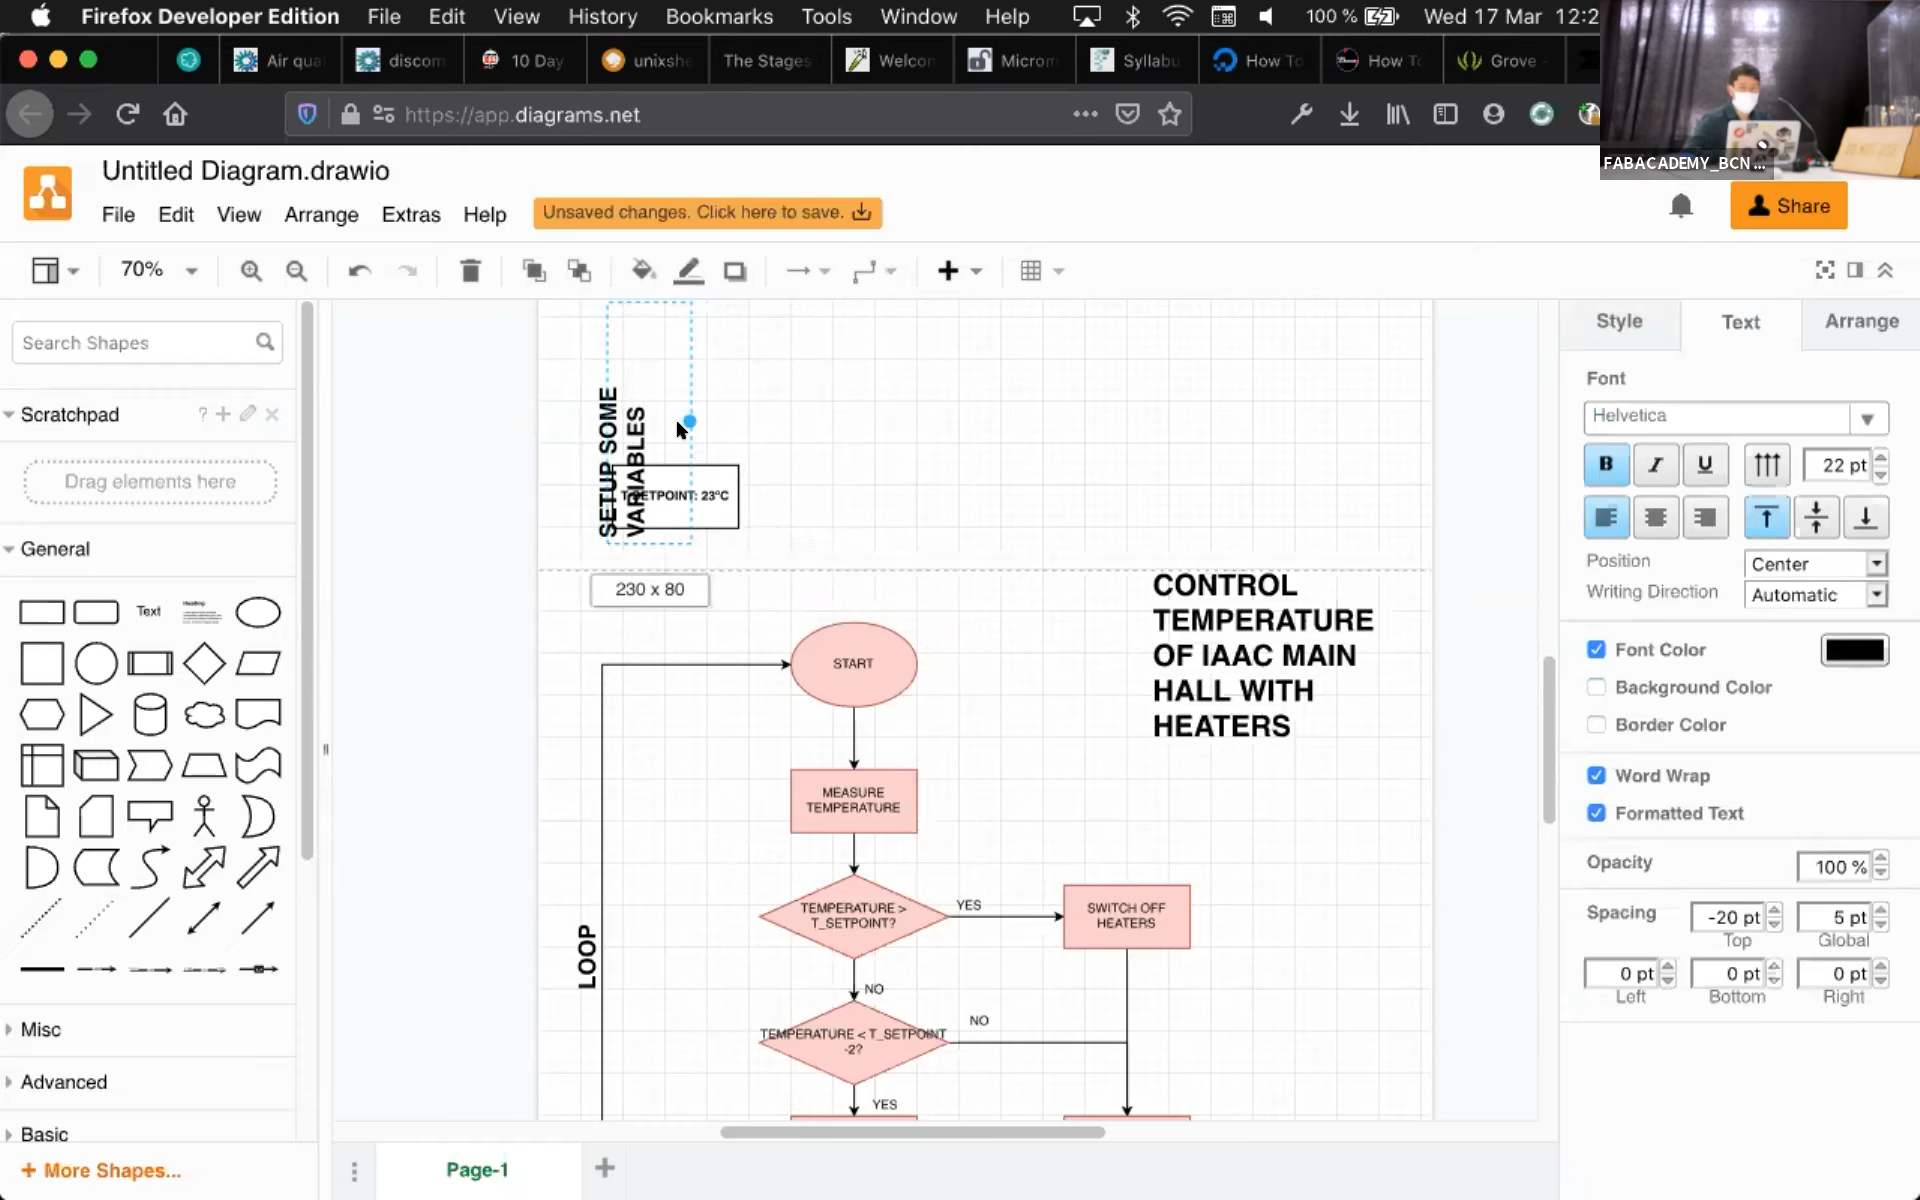 Firefox Developer Edition File Edit View History Bookmarks Tools Window Help 100 % Wed 17 Mar 12:2
Air qua discom 10 Day unixshe The Stages Welcon Microm Syllabu How To How To Grove -
https://app.diagrams.net
FABACADEMY_BCN ...
Untitled Diagram.drawio
File Edit View Arrange Extras Help Unsaved changes. Click here to save. Share
70%
Search Shapes
Scratchpad ?
Drag elements here
General
Text Heading
Misc
Advanced
Basic
+ More Shapes...
SETUP SOME
VARIABLES
T_SETPOINT: 23ºC
230 x 80
CONTROL
TEMPERATURE
OF IAAC MAIN
HALL WITH
HEATERS
START
MEASURE
TEMPERATURE
TEMPERATURE >
T_SETPOINT?
YES
SWITCH OFF
HEATERS
LOOP
NO
TEMPERATURE < T_SETPOINT
-2?
NO
YES
Page-1
Style Text Arrange
Font
Helvetica
B I U 22 pt
Position Center
Writing Direction Automatic
Font Color
Background Color
Border Color
Word Wrap
Formatted Text
Opacity 100 %
Spacing -20 pt 5 pt
Top Global
0 pt 0 pt 0 pt
Left Bottom Right